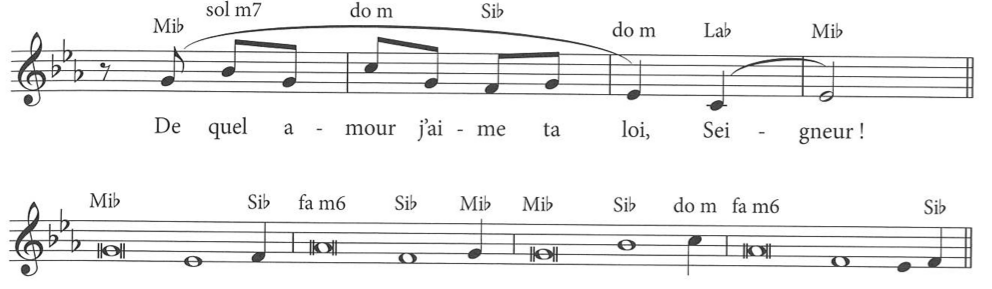 Mi♭ sol m7 do m Si♭ do m La♭ Mi♭
De quel a - mour j'ai - me ta loi, Sei - gneur !
Mi♭ Si♭ fa m6 Si♭ Mi♭ Mi♭ Si♭ do m fa m6 Si♭